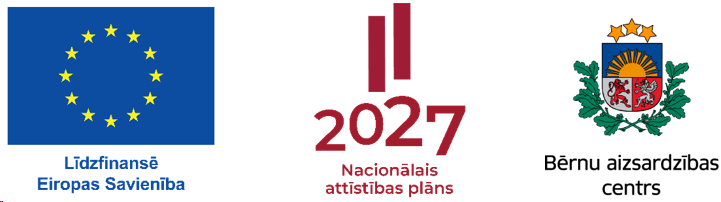 Līdzfinansē
Eiropas Savienība
2027
Nacionālais
attīstības plāns
Bērnu aizsardzības
centrs